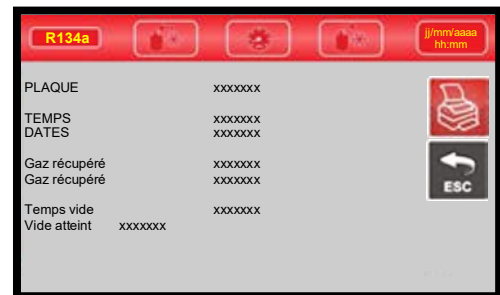 R134a
jj/mm/aaaa
hh:mm
PLAQUE xxxxxxx
TEMPS xxxxxxx
DATES xxxxxxx
Gaz récupéré xxxxxxx
Gaz récupéré xxxxxxx
Temps vide xxxxxxx
Vide atteint xxxxxxx
ESC